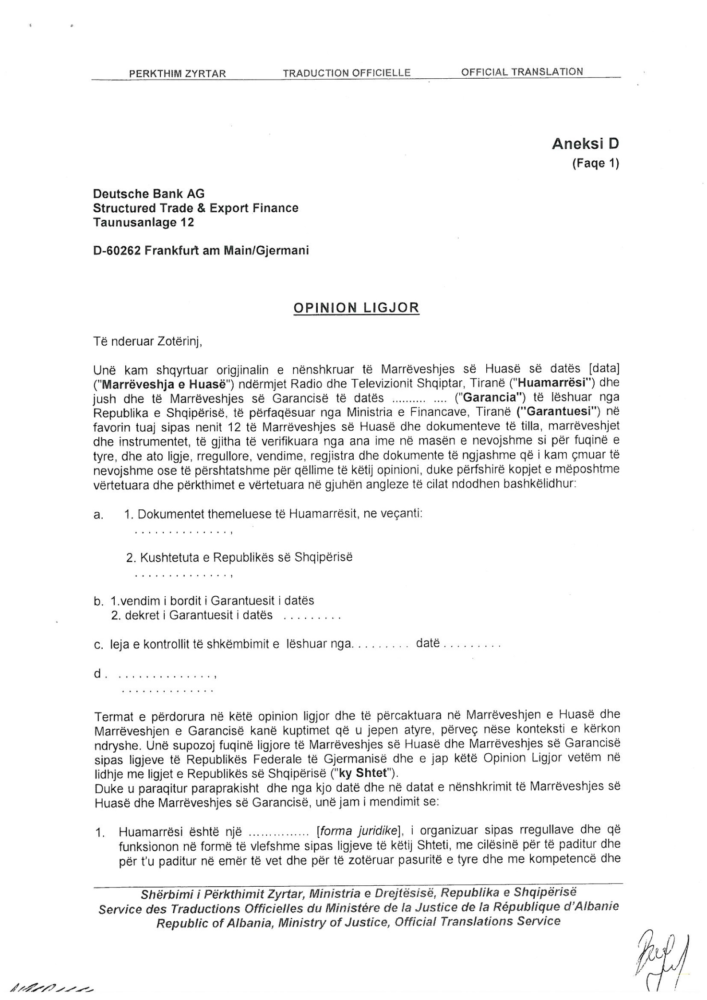 PERKTHIM ZYRTAR TRADUCTION OFFICIELLE OFFICIAL TRANSLATION
Aneksi D
(Faqe 1)
Deutsche Bank AG
Structured Trade & Export Finance
Taunusanlage 12
D-60262 Frankfurt am Main/Gjermani
OPINION LIGJOR
Të nderuar Zotërinj,
Unë kam shqyrtuar origjinalin e nënshkruar të Marrëveshjes së Huasë së datës [data]
("Marrëveshja e Huasë") ndërmjet Radio dhe Televizionit Shqiptar, Tiranë ("Huamarrësi") dhe
jush dhe të Marrëveshjes së Garancisë të datës .......... .... ("Garancia") të lëshuar nga
Republika e Shqipërisë, të përfaqësuar nga Ministria e Financave, Tiranë ("Garantuesi") në
favorin tuaj sipas nenit 12 të Marrëveshjes së Huasë dhe dokumenteve të tilla, marrëveshjet
dhe instrumentet, të gjitha të verifikuara nga ana ime në masën e nevojshme si për fuqinë e
tyre, dhe ato ligje, rregullore, vendime, regjistra dhe dokumente të ngjashme që i kam çmuar të
nevojshme ose të përshtatshme për qëllime të këtij opinioni, duke përfshirë kopjet e mëposhtme
vërtetuara dhe përkthimet e vërtetuara në gjuhën angleze të cilat ndodhen bashkëlidhur:
a. 1. Dokumentet themeluese të Huamarrësit, ne veçanti:
. . . . . . . . . . . . . . ,
2. Kushtetuta e Republikës së Shqipërisë
. . . . . . . . . . . . . . ,
b. 1.vendim i bordit i Garantuesit i datës
2. dekret i Garantuesit i datës . . . . . . . . .
c. leja e kontrollit të shkëmbimit e lëshuar nga. . . . . . . . . datë . . . . . . . . .
d . . . . . . . . . . . . . . . ,
. . . . . . . . . . . . . .
Termat e përdorura në këtë opinion ligjor dhe të përcaktuara në Marrëveshjen e Huasë dhe
Marrëveshjen e Garancisë kanë kuptimet që u jepen atyre, përveç nëse konteksti e kërkon
ndryshe. Unë supozoj fuqinë ligjore të Marrëveshjes së Huasë dhe Marrëveshjes së Garancisë
sipas ligjeve të Republikës Federale të Gjermanisë dhe e jap këtë Opinion Ligjor vetëm në
lidhje me ligjet e Republikës së Shqipërisë ("ky Shtet").
Duke u paraqitur paraprakisht dhe nga kjo datë dhe në datat e nënshkrimit të Marrëveshjes së
Huasë dhe Marrëveshjes së Garancisë, unë jam i mendimit se:
1. Huamarrësi është një ............... [forma juridike], i organizuar sipas rregullave dhe që
funksionon në formë të vlefshme sipas ligjeve të këtij Shteti, me cilësinë për të paditur dhe
për t'u paditur në emër të vet dhe për të zotëruar pasuritë e tyre dhe me kompetencë dhe
Shërbimi i Përkthimit Zyrtar, Ministria e Drejtësisë, Republika e Shqipërisë
Service des Traductions Officielles du Ministére de la Justice de la République d'Albanie
Republic of Albania, Ministry of Justice, Official Translations Service